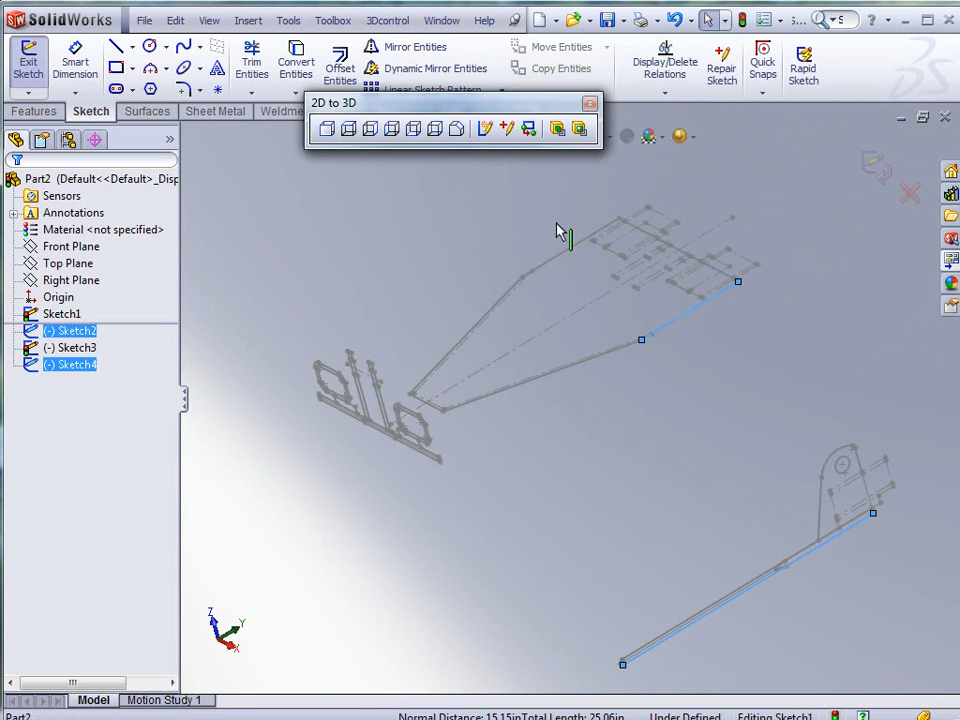 SolidWorks File Edit View Insert Tools Toolbox 3Dcontrol Window Help S... S
Exit Sketch
Smart Dimension
Trim Entities
Convert Entities
Offset Entities
Mirror Entities
Dynamic Mirror Entities
Linear Sketch Pattern
Move Entities
Copy Entities
Display/Delete Relations
Repair Sketch
Quick Snaps
Rapid Sketch
Features Sketch Surfaces Sheet Metal Weldme
2D to 3D
Part2 (Default<<Default>_Disp
Sensors
Annotations
Material <not specified>
Front Plane
Top Plane
Right Plane
Origin
Sketch1
(-) Sketch2
(-) Sketch3
(-) Sketch4
Z
Y
X
Model Motion Study 1
Part2 Normal Distance: 15.15inTotal Length: 25.06in Under Defined Editing Sketch1